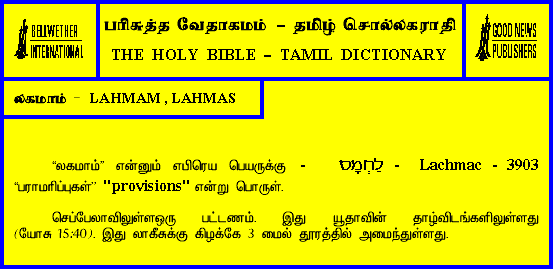 BELLWETHER
INTERNATIONAL
பரிசுத்த வேதாகமம் – தமிழ் சொல்லகராதி
THE HOLY BIBLE – TAMIL DICTIONARY
GOOD NEWS
PUBLISHERS
லகமாம் – LAHMAM , LAHMAS
“லகமாம்” என்னும் எபிரெய பெயருக்கு - לַחְמָס - Lachmac - 3903
“பராமரிப்புகள்” "provisions" என்று பொருள்.
செப்பேலாவிலுள்ளஒரு பட்டணம். இது யூதாவின் தாழ்விடங்களிலுள்ளது
(யோசு 15:40). இது லாகீசுக்கு கிழக்கே 3 மைல் தூரத்தில் அமைந்துள்ளது.